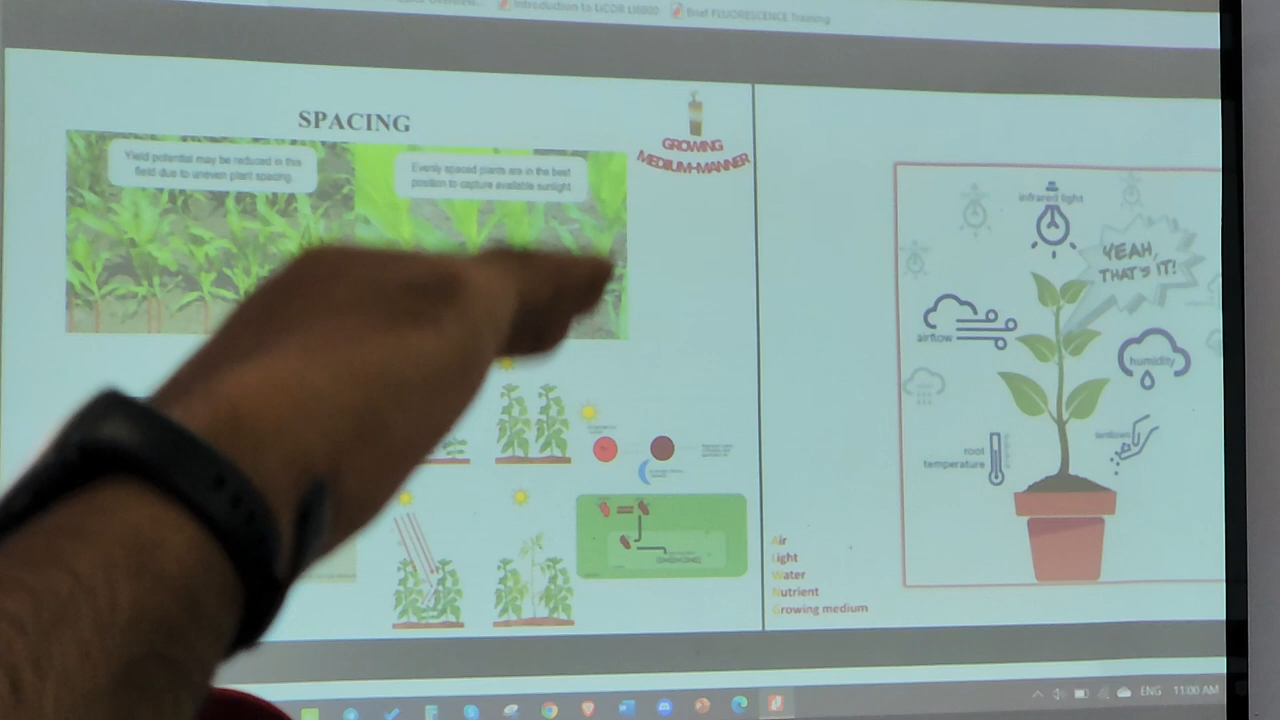 Introduction to LiCOR LI6800
Brief FLUORESCENCE Training
SPACING
Yield potential may be reduced in this
field due to uneven plant spacing.
Evenly spaced plants are in the best
position to capture available sunlight
GROWING
MEDIUM-MANNER
infrared light
YEAH,
THAT'S IT!
airflow
humidity
root
temperature
Air
Light
Water
Nutrient
Growing medium
ENG
11:00 AM